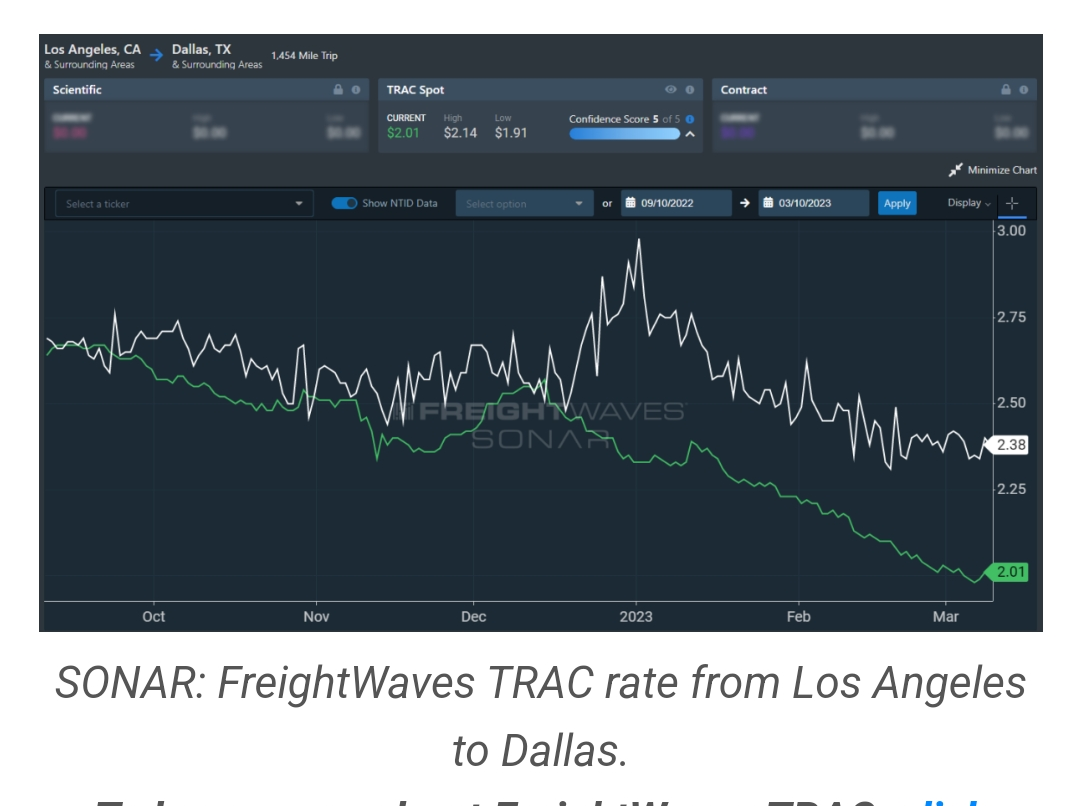 Los Angeles, CA → Dallas, TX 1,454 Mile Trip
& Surrounding Areas & Surrounding Areas
Scientific TRAC Spot Contract
CURRENT High Low Confidence Score 5 of 5
$2.01 $2.14 $1.91
Minimize Chart
Select a ticker Show NTID Data Select option or 09/10/2022 → 03/10/2023 Apply Display
3.00
2.75
2.50
FREIGHTWAVES
SONAR
2.38
2.25
2.01
Oct Nov Dec 2023 Feb Mar
SONAR: FreightWaves TRAC rate from Los Angeles
to Dallas.